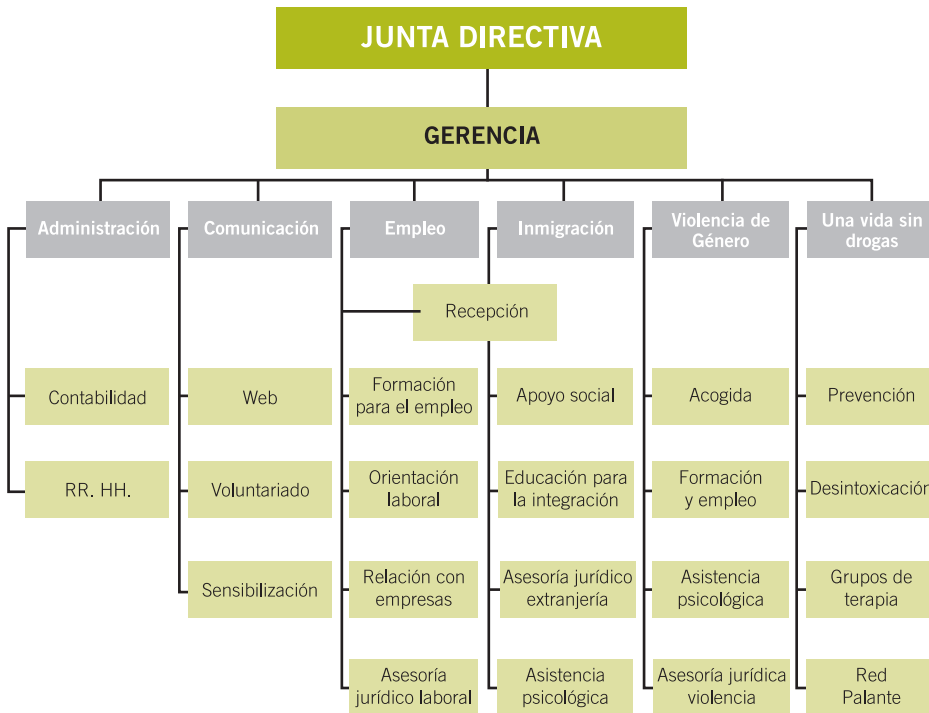 JUNTA DIRECTIVA
GERENCIA
Administración
Comunicación
Empleo
Inmigración
Violencia de
Género
Una vida sin
drogas
Recepción
Contabilidad
Web
Formación
para el empleo
Apoyo social
Acogida
Prevención
RR. HH.
Voluntariado
Orientación
laboral
Educación para
la integración
Formación
y empleo
Desintoxicación
Sensibilización
Relación con
empresas
Asesoría jurídico
extranjería
Asistencia
psicológica
Grupos de
terapia
Asesoría
jurídico laboral
Asistencia
psicológica
Asesoría jurídica
violencia
Red
Palante